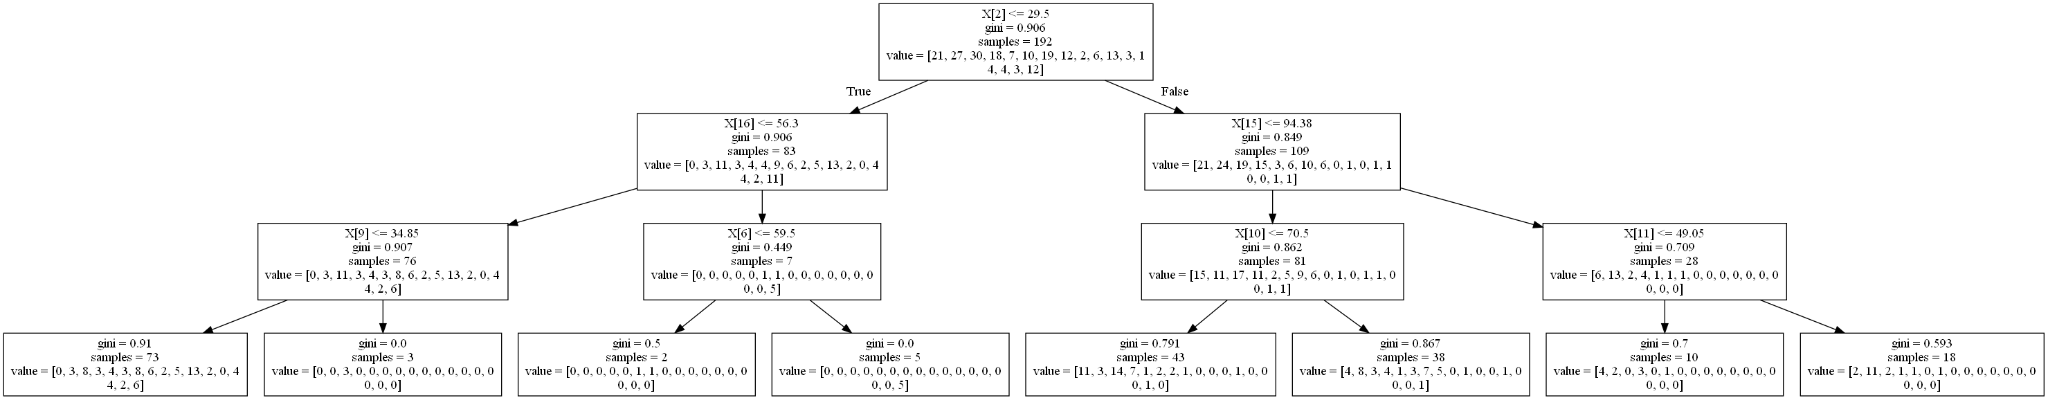 X[2] <= 29.5
gini = 0.906
samples = 192
value = [21, 27, 30, 18, 7, 10, 19, 12, 2, 6, 13, 3, 1
4, 4, 3, 12]
True
False
X[16] <= 56.3
gini = 0.906
samples = 83
value = [0, 3, 11, 3, 4, 4, 9, 6, 2, 5, 13, 2, 0, 4
4, 2, 11]
X[15] <= 94.38
gini = 0.849
samples = 109
value = [21, 24, 19, 15, 3, 6, 10, 6, 0, 1, 0, 1, 1
0, 0, 1, 1]
X[9] <= 34.85
gini = 0.907
samples = 76
value = [0, 3, 11, 3, 4, 3, 8, 6, 2, 5, 13, 2, 0, 4
4, 2, 6]
X[6] <= 59.5
gini = 0.449
samples = 7
value = [0, 0, 0, 0, 0, 1, 1, 0, 0, 0, 0, 0, 0, 0
0, 0, 5]
X[10] <= 70.5
gini = 0.862
samples = 81
value = [15, 11, 17, 11, 2, 5, 9, 6, 0, 1, 0, 1, 1, 0
0, 1, 1]
X[11] <= 49.05
gini = 0.709
samples = 28
value = [6, 13, 2, 4, 1, 1, 1, 0, 0, 0, 0, 0, 0, 0
0, 0, 0]
gini = 0.91
samples = 73
value = [0, 3, 8, 3, 4, 3, 8, 6, 2, 5, 13, 2, 0, 4
4, 2, 6]
gini = 0.0
samples = 3
value = [0, 0, 3, 0, 0, 0, 0, 0, 0, 0, 0, 0, 0, 0
0, 0, 0]
gini = 0.5
samples = 2
value = [0, 0, 0, 0, 0, 1, 1, 0, 0, 0, 0, 0, 0, 0
0, 0, 0]
gini = 0.0
samples = 5
value = [0, 0, 0, 0, 0, 0, 0, 0, 0, 0, 0, 0, 0, 0
0, 0, 5]
gini = 0.791
samples = 43
value = [11, 3, 14, 7, 1, 2, 2, 1, 0, 0, 0, 1, 0, 0
0, 1, 0]
gini = 0.867
samples = 38
value = [4, 8, 3, 4, 1, 3, 7, 5, 0, 1, 0, 0, 1, 0
0, 0, 1]
gini = 0.7
samples = 10
value = [4, 2, 0, 3, 0, 1, 0, 0, 0, 0, 0, 0, 0, 0
0, 0, 0]
gini = 0.593
samples = 18
value = [2, 11, 2, 1, 1, 0, 1, 0, 0, 0, 0, 0, 0, 0
0, 0, 0]